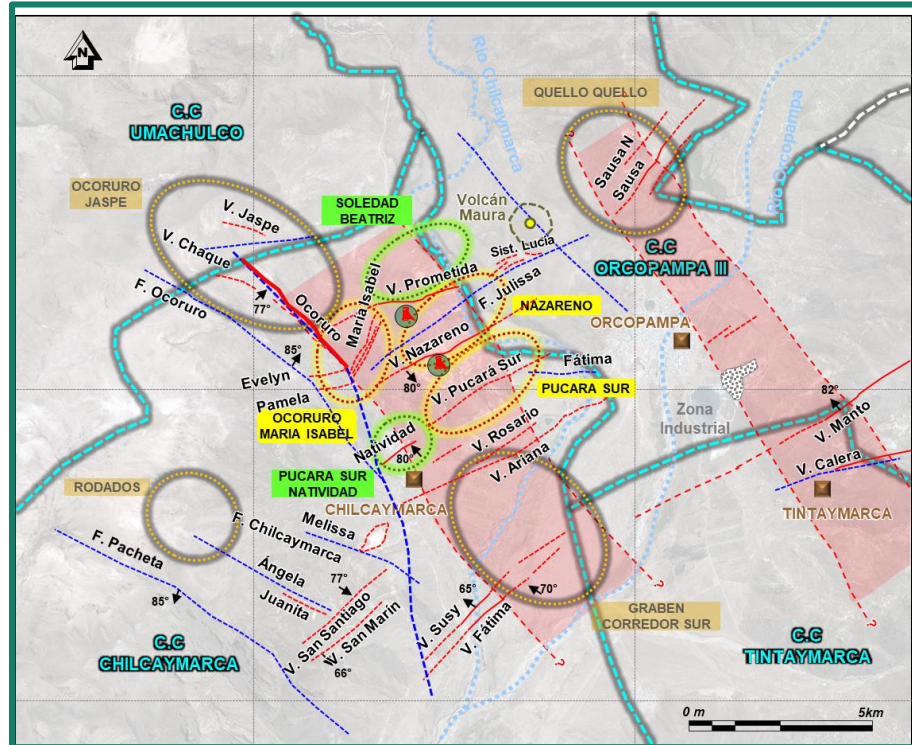 N
Río Chilcaymarca
Río Orcopampa
C.C
UMACHULCO
QUELLO QUELLO
Sausa N
Sausa
OCORURO
JASPE
V. Jaspe
SOLEDAD
BEATRIZ
Volcán
Maura
V. Chaque
Sist. Lucía
C.C
ORCOPAMPA III
F. Ocoruro
77°
Ocoruro
Maria Isabel
V. Prometida
F. Julissa
NAZARENO
ORCOPAMPA
V. Nazareno
85°
Evelyn
Pamela
80°
V. Pucará Sur
Fátima
PUCARA SUR
82°
V. Manto
OCORURO
MARIA ISABEL
Zona
Industrial
Natividad
80°
V. Rosario
V. Ariana
V. Calera
PUCARA SUR
NATIVIDAD
CHILCAYMARCA
TINTAYMARCA
RODADOS
Melissa
F. Chilcaymarca
F. Pacheta
Ángela
Juanita
77°
85°
V. San Santiago
V. San Marín
66°
65°
70°
V. Susy
V. Fátima
GRABEN
CORREDOR SUR
C.C
CHILCAYMARCA
C.C
TINTAYMARCA
?
?
?
?
0 m
5km